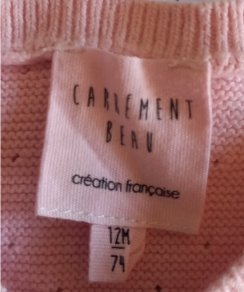 CARREMENT
BEAU
création française
12M
74